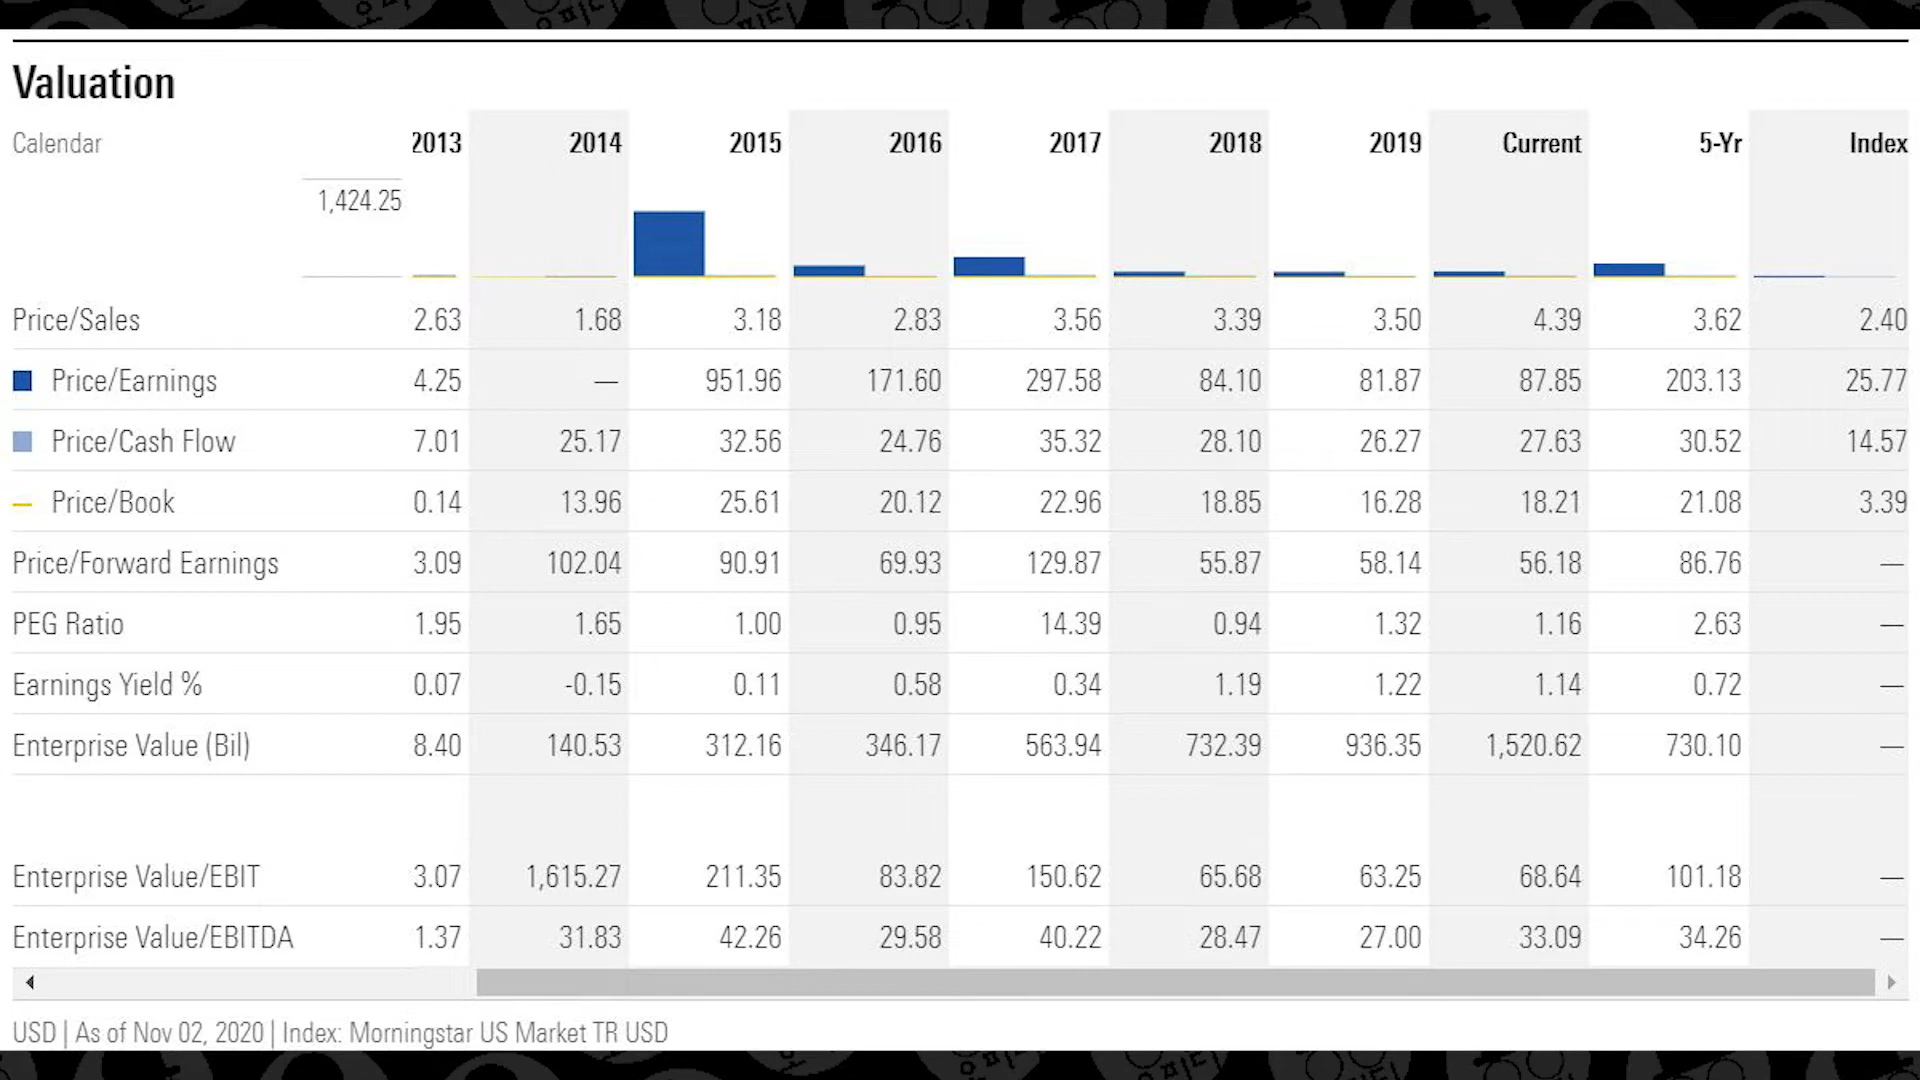 Valuation
Calendar 2013 2014 2015 2016 2017 2018 2019 Current 5-Yr Index
1,424.25
Price/Sales 2.63 1.68 3.18 2.83 3.56 3.39 3.50 4.39 3.62 2.40
Price/Earnings 4.25 — 951.96 171.60 297.58 84.10 81.87 87.85 203.13 25.77
Price/Cash Flow 7.01 25.17 32.56 24.76 35.32 28.10 26.27 27.63 30.52 14.57
Price/Book 0.14 13.96 25.61 20.12 22.96 18.85 16.28 18.21 21.08 3.39
Price/Forward Earnings 3.09 102.04 90.91 69.93 129.87 55.87 58.14 56.18 86.76 —
PEG Ratio 1.95 1.65 1.00 0.95 14.39 0.94 1.32 1.16 2.63 —
Earnings Yield % 0.07 -0.15 0.11 0.58 0.34 1.19 1.22 1.14 0.72 —
Enterprise Value (Bil) 8.40 140.53 312.16 346.17 563.94 732.39 936.35 1,520.62 730.10 —
Enterprise Value/EBIT 3.07 1,615.27 211.35 83.82 150.62 65.68 63.25 68.64 101.18 —
Enterprise Value/EBITDA 1.37 31.83 42.26 29.58 40.22 28.47 27.00 33.09 34.26 —
USD | As of Nov 02, 2020 | Index: Morningstar US Market TR USD